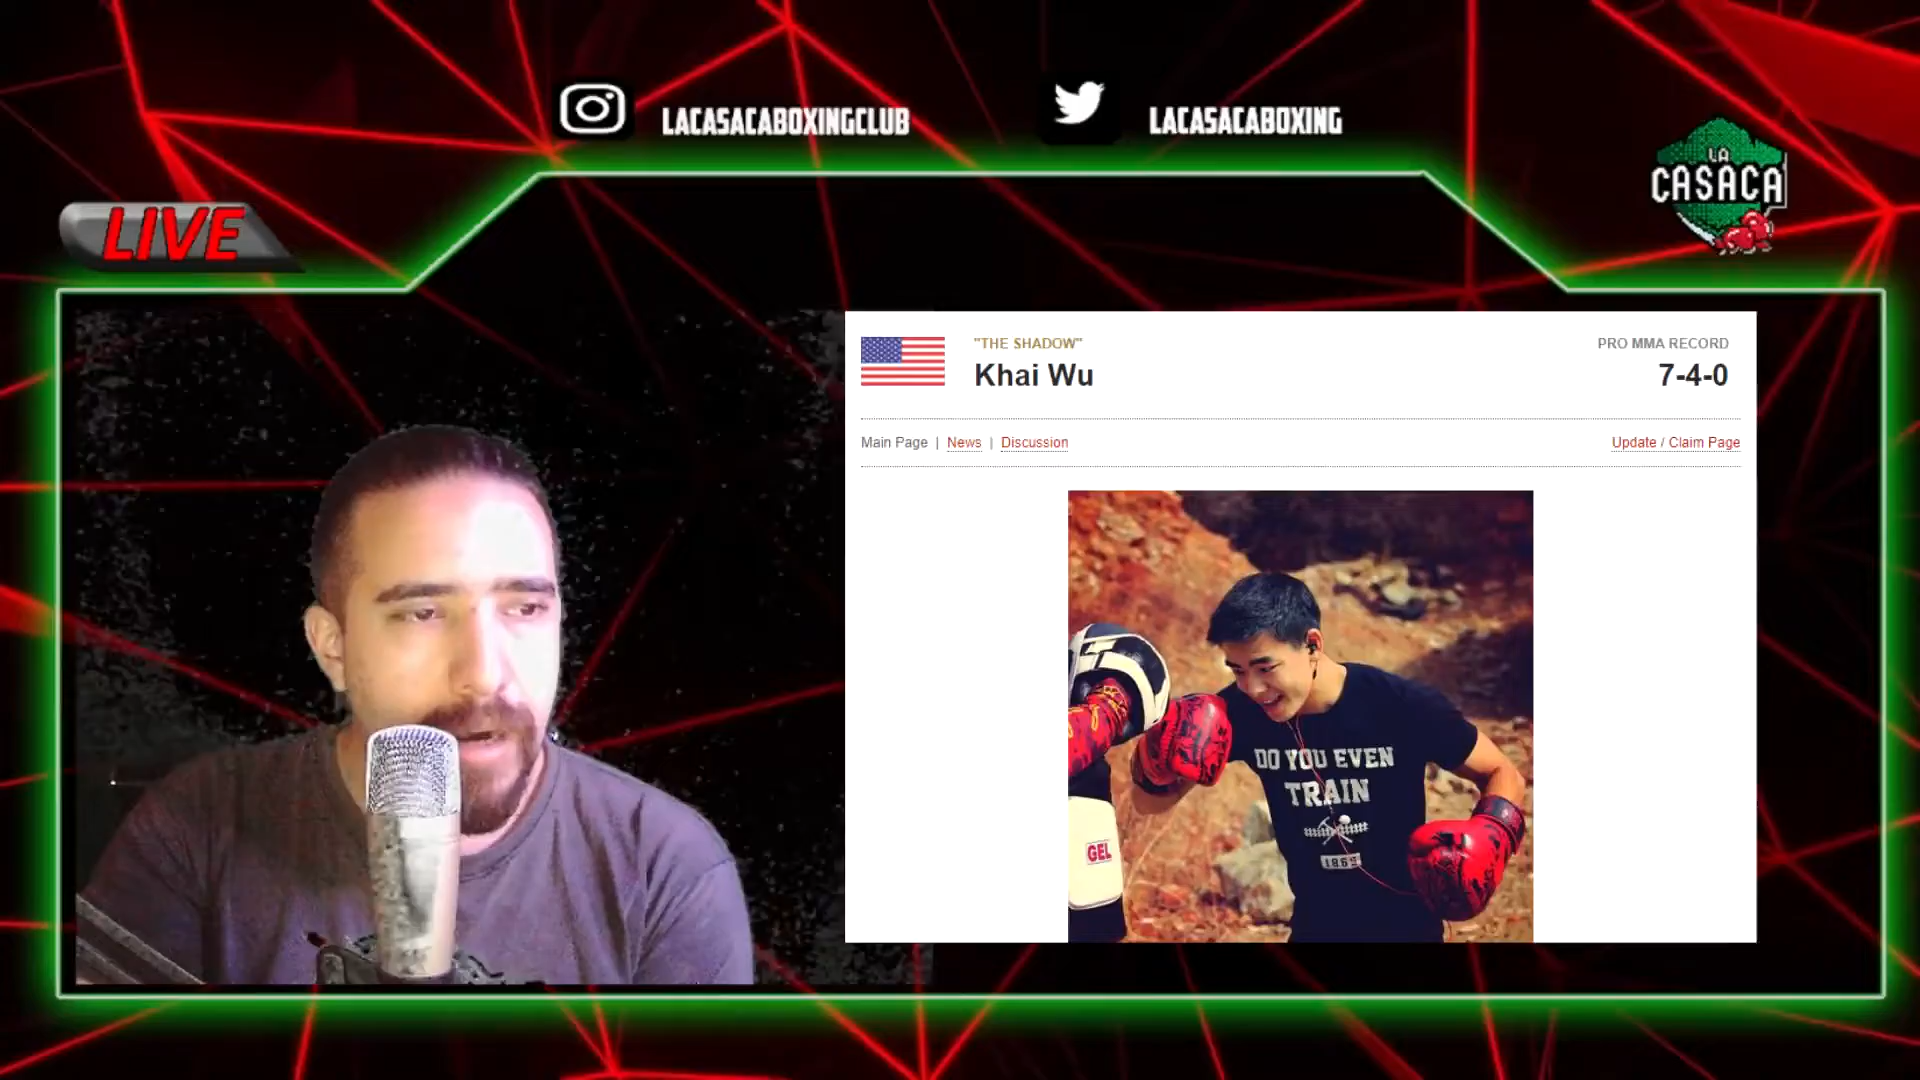 LACASACABOXINGCLUB
LACASACABOXING
LA
CASACA
LIVE
"THE SHADOW"
Khai Wu
PRO MMA RECORD
7-4-0
Main Page | News | Discussion
Update / Claim Page
DO YOU EVEN
TRAIN
1869
GEL